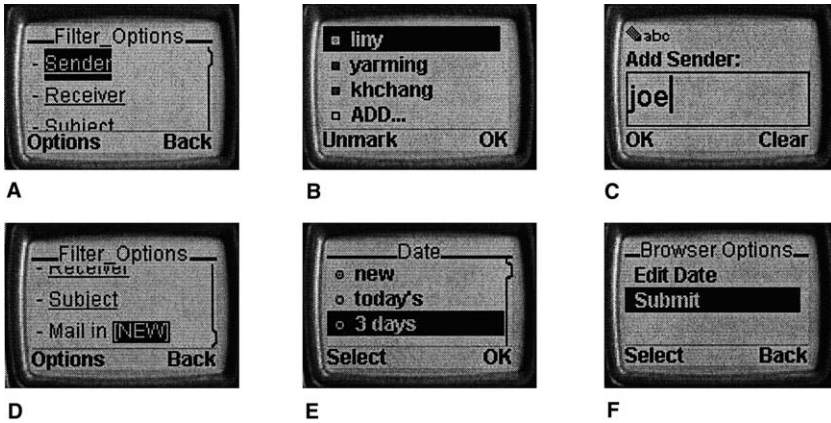 Filter_Options
- Sender
- Receiver
- Subject
Options Back
A
liny
yarming
khchang
ADD...
Unmark OK
B
abc
Add Sender:
joe
OK Clear
C
Filter_Options
- Receiver
- Subject
- Mail in [NEW]
Options Back
D
Date
new
today's
3 days
Select OK
E
Browser Options
Edit Date
Submit
Select Back
F